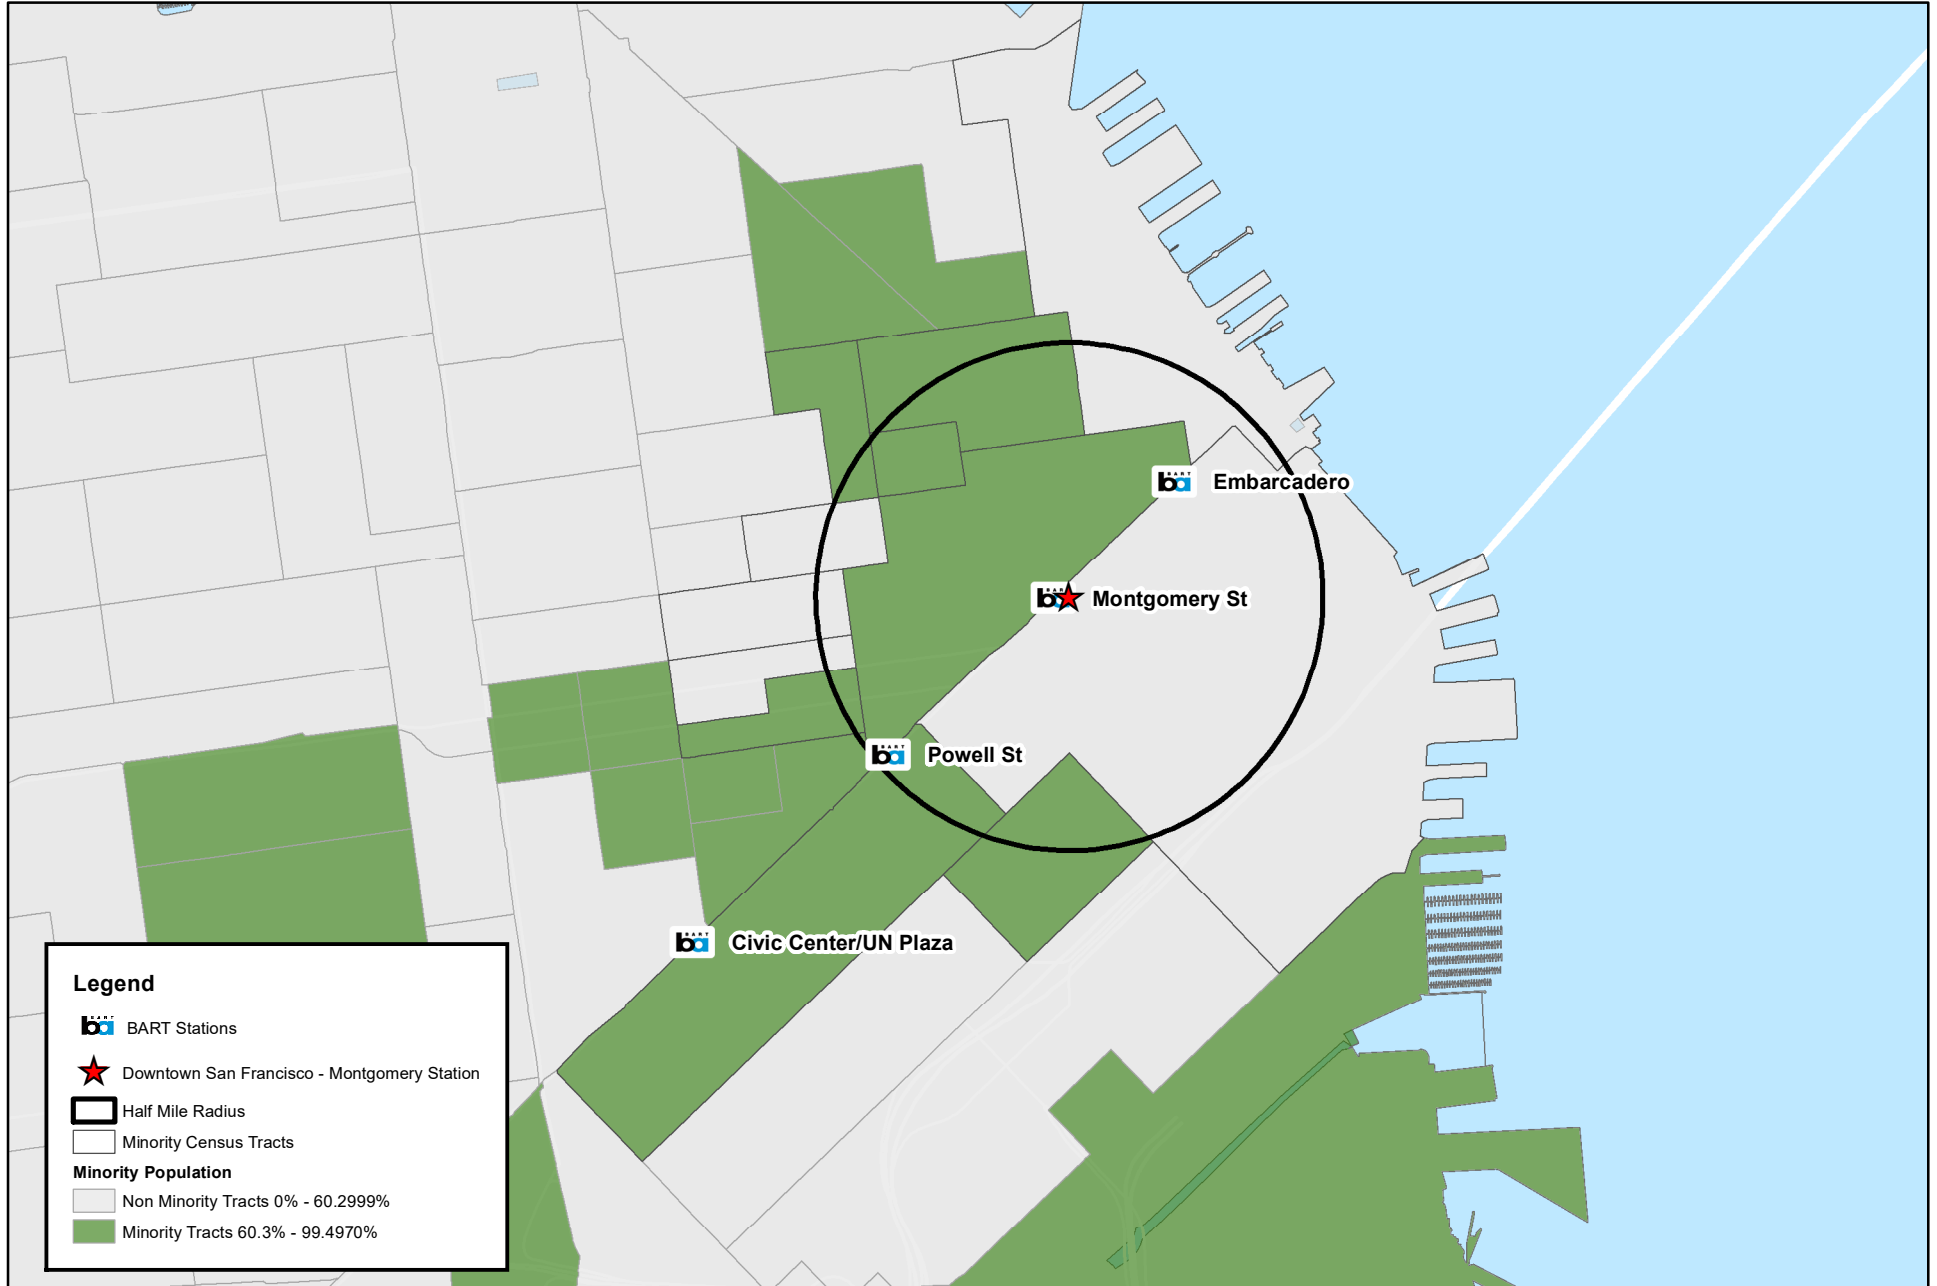 Embarcadero
Montgomery St
Powell St
Civic Center/UN Plaza
Legend
BART Stations
Downtown San Francisco - Montgomery Station
Half Mile Radius
Minority Census Tracts
Minority Population
Non Minority Tracts 0% - 60.2999%
Minority Tracts 60.3% - 99.4970%